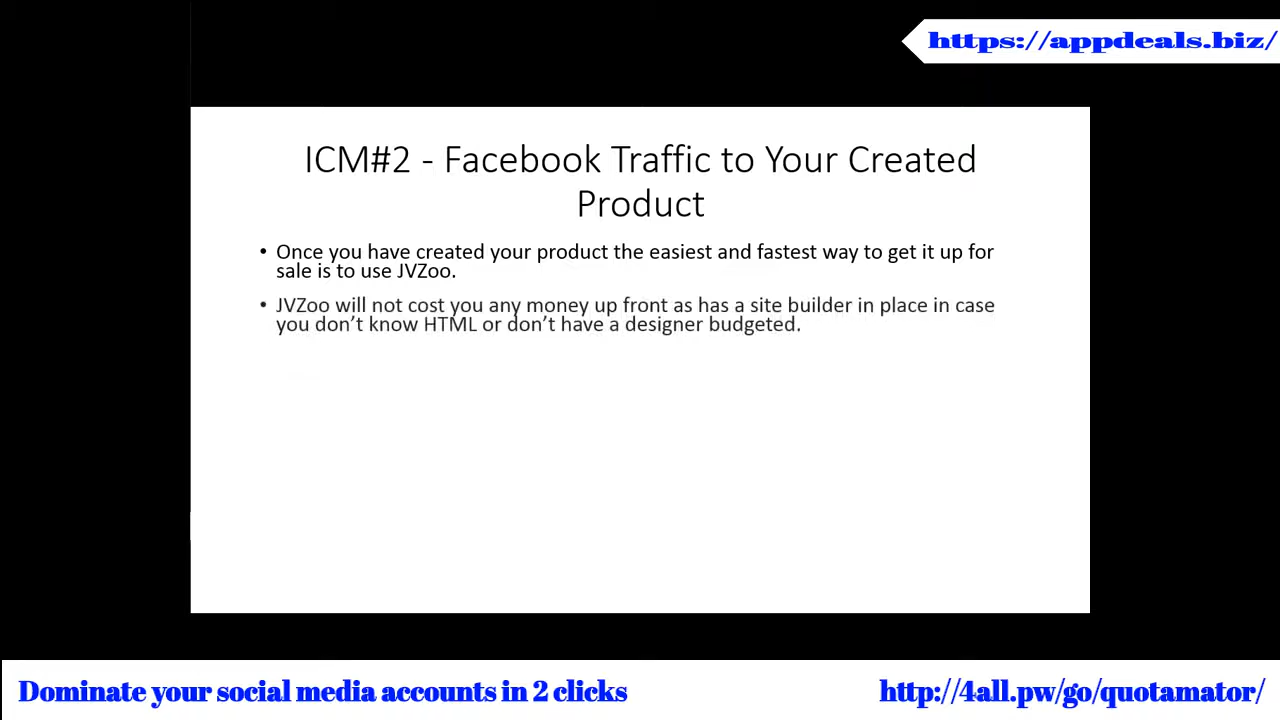 https://appdeals.biz/
ICM#2 - Facebook Traffic to Your Created
Product
• Once you have created your product the easiest and fastest way to get it up for
sale is to use JVZoo.
• JVZoo will not cost you any money up front as has a site builder in place in case
you don’t know HTML or don’t have a designer budgeted.
Dominate your social media accounts in 2 clicks
http://4all.pw/go/quotamator/